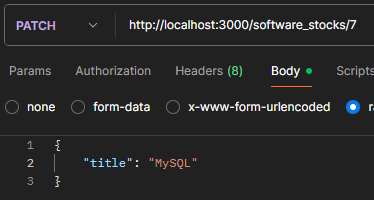 PATCH http://localhost:3000/software_stocks/7
Params Authorization Headers (8) Body Scripts
none form-data x-www-form-urlencoded
1 {
2 "title": "MySQL"
3 }